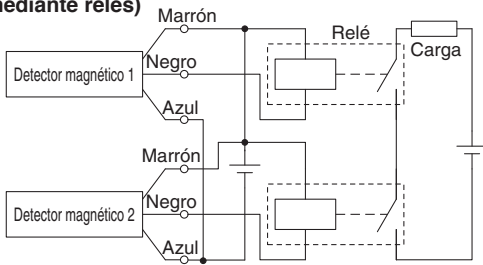 mediante relés)
Marrón
Relé
Carga
Detector magnético 1
Negro
Azul
Marrón
Detector magnético 2
Negro
Azul